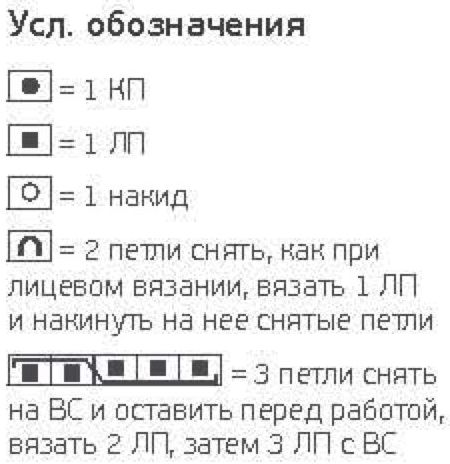 Усл. обозначения
= 1 КП
= 1 ЛП
= 1 накид
= 2 петли снять, как при
лицевом вязании, вязать 1 ЛП
и накинуть на нее снятые петли
= 3 петли снять
на ВС и оставить перед работой,
вязать 2 ЛП, затем 3 ЛП с ВС